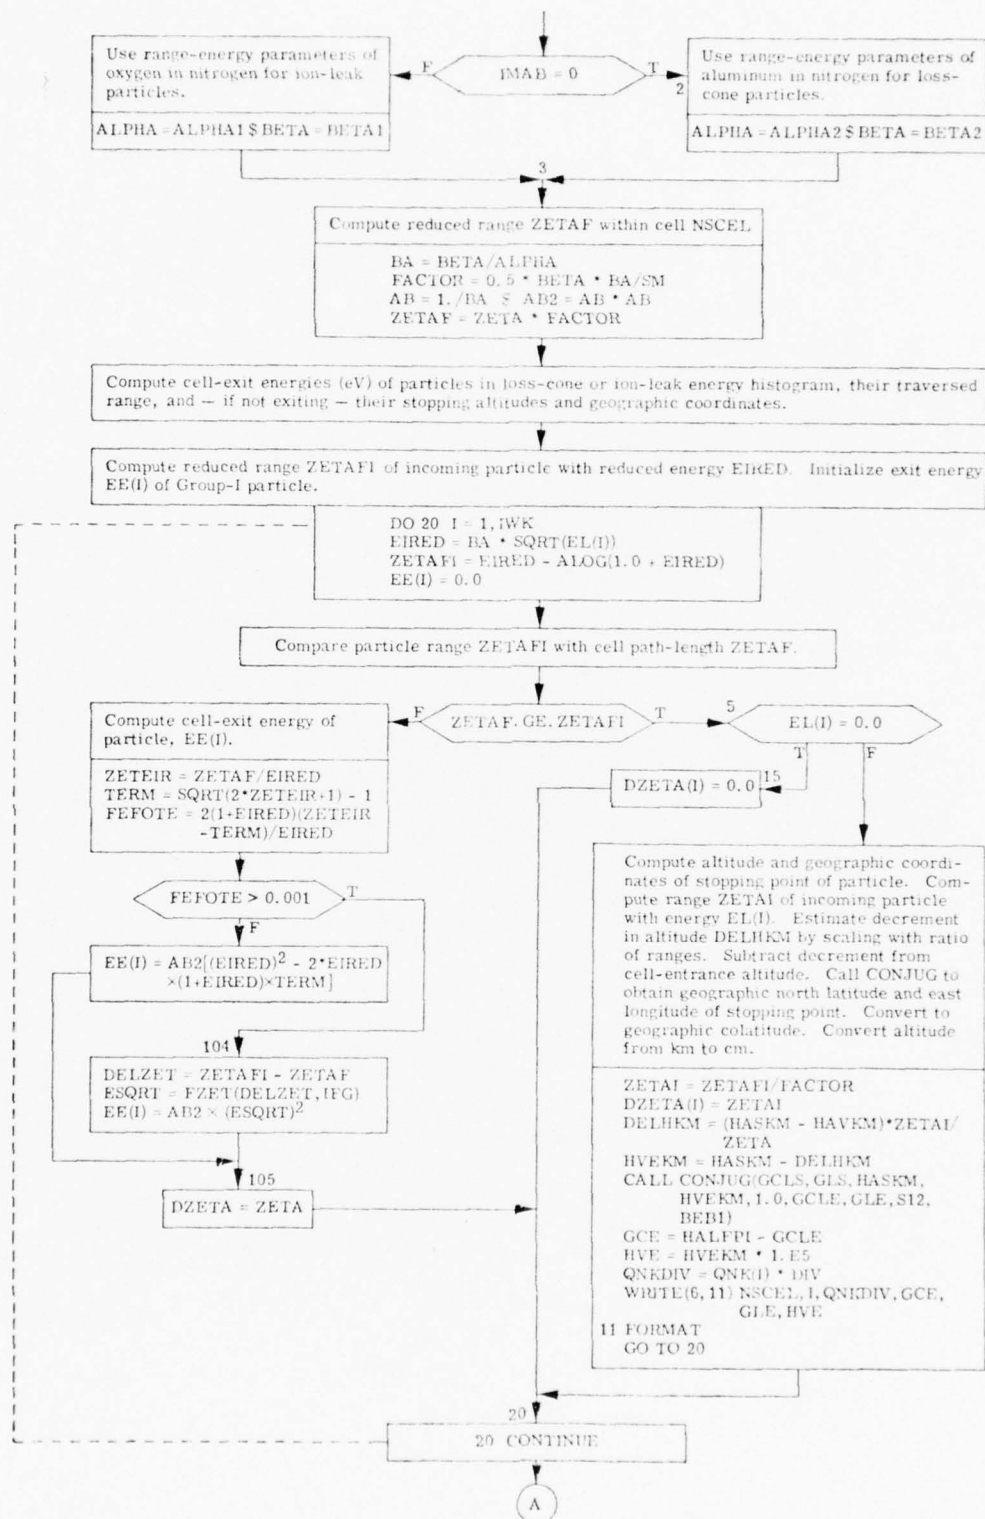 Use range-energy parameters of
oxygen in nitrogen for ion-leak
particles.
ALPHA = ALPHA1 $ BETA = BETA1
F
IMAB = 0
T
2
Use range-energy parameters of
aluminum in nitrogen for loss-
cone particles.
ALPHA = ALPHA2 $ BETA = BETA2
3
Compute reduced range ZETAF within cell NSCEL
BA = BETA/ALPHA
FACTOR = 0.5 * BETA * BA/SM
AB = 1./BA $ AB2 = AB * AB
ZETAF = ZETA * FACTOR
Compute cell-exit energies (eV) of particles in loss-cone or ion-leak energy histogram, their traversed
range, and — if not exiting — their stopping altitudes and geographic coordinates.
Compute reduced range ZETAFI of incoming particle with reduced energy EIRED. Initialize exit energy
EE(I) of Group-I particle.
DO 20 I = 1, IWK
EIRED = BA * SQRT(EL(I))
ZETAFI = EIRED - ALOG(1.0 + EIRED)
EE(I) = 0.0
Compare particle range ZETAFI with cell path-length ZETAF.
F
ZETAF.GE.ZETAFI
T
5
EL(I) = 0.0
T
F
Compute cell-exit energy of
particle, EE(I).
ZETEIR = ZETAF/EIRED
TERM = SQRT(2*ZETEIR+1) - 1
FEFOTE = 2(1+EIRED)(ZETEIR
-TERM)/EIRED
DZETA(I) = 0.0
15
FEFOTE > 0.001
T
F
EE(I) = AB2[(EIRED)2 - 2*EIRED
×(1+EIRED)×TERM]
104
DELZET = ZETAFI - ZETAF
ESQRT = FZET(DELZET, IFG)
EE(I) = AB2 × (ESQRT)2
105
DZETA = ZETA
Compute altitude and geographic coordi-
nates of stopping point of particle. Com-
pute range ZETAI of incoming particle
with energy EL(I). Estimate decrement
in altitude DELHKM by scaling with ratio
of ranges. Subtract decrement from
cell-entrance altitude. Call CONJUG to
obtain geographic north latitude and east
longitude of stopping point. Convert to
geographic colatitude. Convert altitude
from km to cm.
ZETAI = ZETAFI/FACTOR
DZETA(I) = ZETAI
DELHKM = (HASKM - HAVKM)*ZETAI/
ZETA
HVEKM = HASKM - DELHKM
CALL CONJUG(GCLS, GLS, HASKM,
HVEKM, 1.0, GCLE, GLE, S12,
BEB1)
GCE = HALFPI - GCLE
HVE = HVEKM * 1.E5
QNKDIV = QNK(I) * DIV
WRITE(6, 11) NSCEL, I, QNKDIV, GCE,
GLE, HVE
11 FORMAT
GO TO 20
20
20 CONTINUE
A